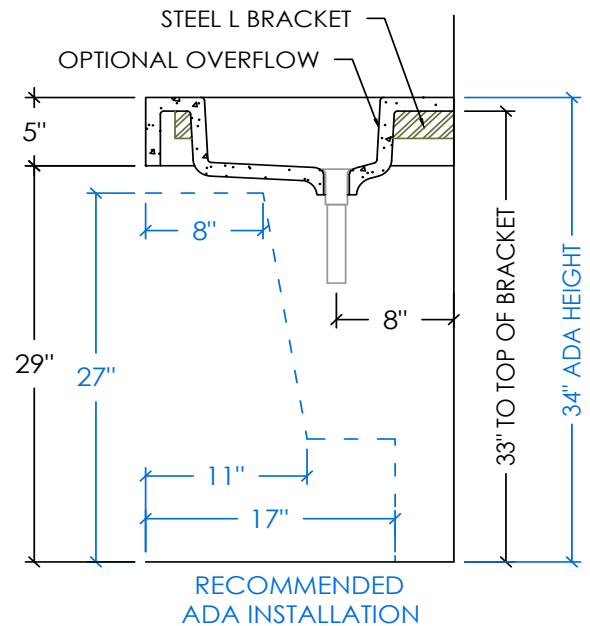 STEEL L BRACKET
OPTIONAL OVERFLOW
5"
8"
8"
29"
27"
33" TO TOP OF BRACKET
34" ADA HEIGHT
11"
17"
RECOMMENDED
ADA INSTALLATION